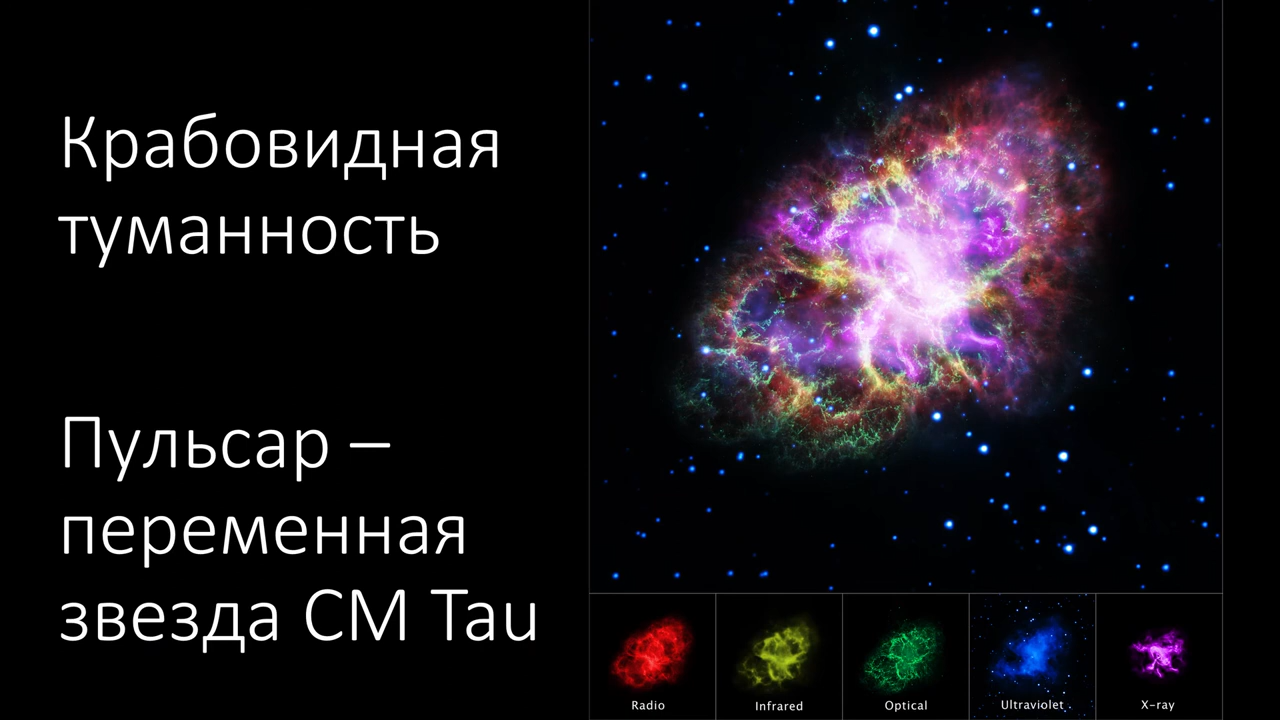 Крабовидная
туманность
Пульсар –
переменная
звезда CM Tau
Radio
Infrared
Optical
Ultraviolet
X-ray